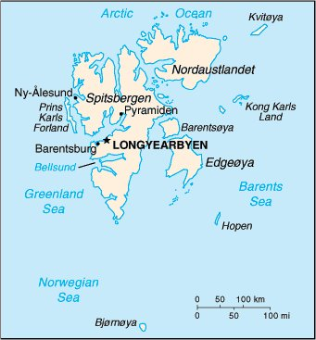 Arctic Ocean
Kvitøya
Nordaustlandet
Ny-Ålesund
Spitsbergen
Kong Karls
Land
Prins
Karls
Forland
Pyramiden
Barentsøya
Barentsburg
LONGYEARBYEN
Bellsund
Edgeøya
Greenland
Sea
Barents
Sea
Hopen
Norwegian
Sea
0 50 100 km
0 50 100 mi
Bjørnøya